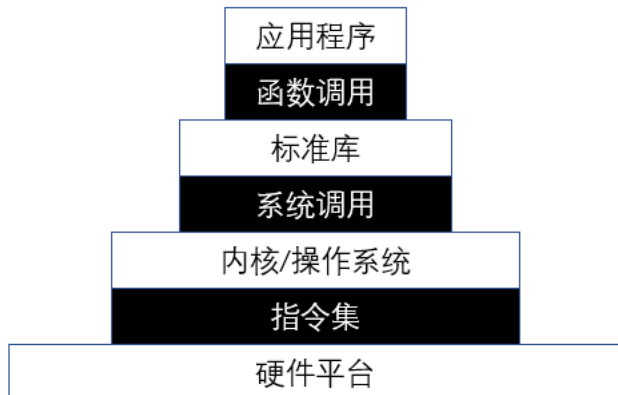 应用程序
函数调用
标准库
系统调用
内核/操作系统
指令集
硬件平台